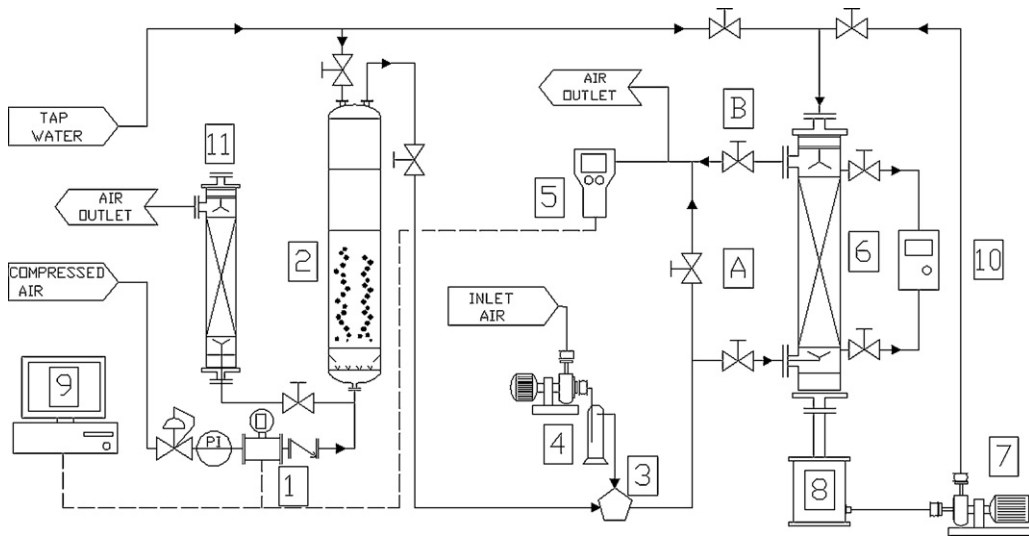 TAP
WATER
11
AIR
OUTLET
COMPRESSED
AIR
9
PI
1
2
AIR
OUTLET
5
B
A
INLET
AIR
4
3
6
10
7
8